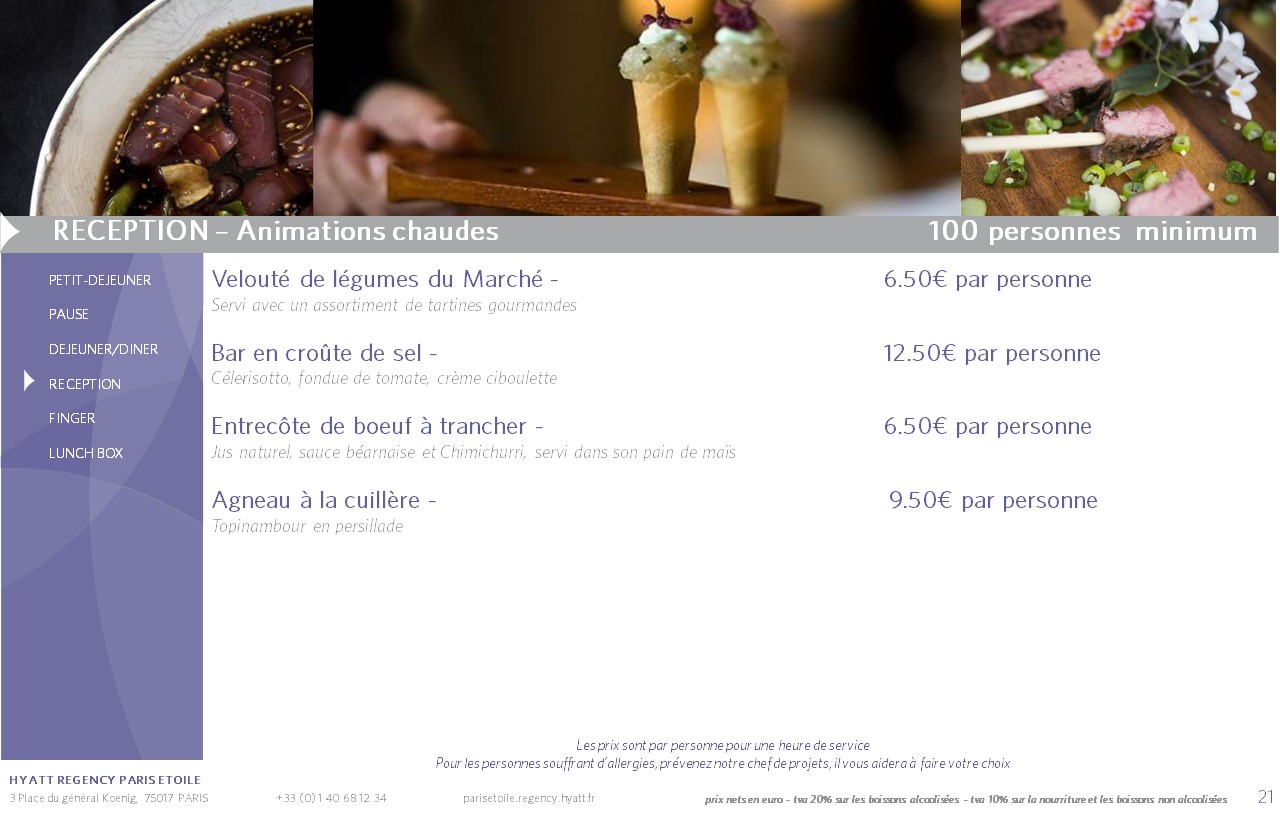 RECEPTION – Animations chaudes 100 personnes minimum
PETIT-DEJEUNER
PAUSE
DEJEUNER/DINER
RECEPTION
FINGER
LUNCH BOX
Velouté de légumes du Marché - 6.50€ par personne
Servi avec un assortiment de tartines gourmandes
Bar en croûte de sel - 12.50€ par personne
Célerisotto, fondue de tomate, crème ciboulette
Entrecôte de boeuf à trancher - 6.50€ par personne
Jus naturel, sauce béarnaise et Chimichurri, servi dans son pain de maïs
Agneau à la cuillère - 9.50€ par personne
Topinambour en persillade
Les prix sont par personne pour une heure de service
Pour les personnes souffrant d'allergies, prévenez notre chef de projets, il vous aidera à faire votre choix
HYATT REGENCY PARIS ETOILE
3 Place du général Koenig, 75017 PARIS +33 (0) 1 40 68 12 34 parisetoile.regency.hyatt.fr prix nets en euro – tva 20% sur les boissons alcoolisées - tva 10% sur la nourriture et les boissons non alcoolisées 21